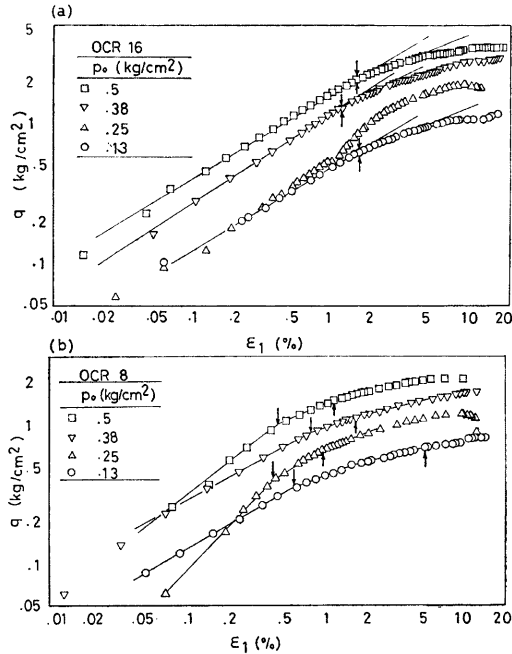 (a)
5
2
1
.5
.2
.1
.05
q (kg/cm2)
OCR 16
po (kg/cm2)
□ .5
▽ .38
△ .25
○ .13
.01 .02 .05 .1 .2 .5 1 2 5 10 20
ε1 (%)
(b)
2
1
.5
.2
.1
.05
q (kg/cm2)
OCR 8
po (kg/cm2)
□ .5
▽ .38
△ .25
○ .13
.01 .02 .05 .1 .2 .5 1 2 5 10 20
ε1 (%)